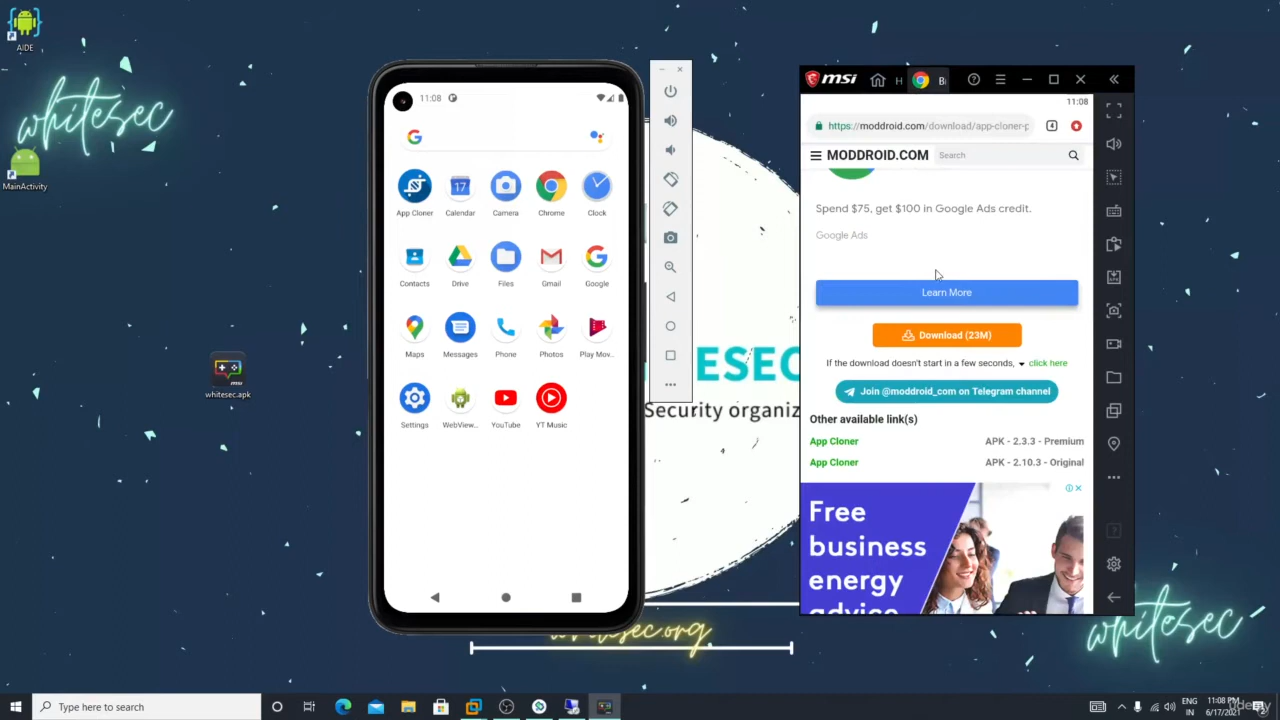 AIDE
whitesec
MainActivity
whitesec.apk
11:08
App Cloner
Calendar
Camera
Chrome
Clock
17
Contacts
Drive
Files
Gmail
Google
Maps
Messages
Phone
Photos
Play Mov..
Settings
WebView..
YouTube
YT Music
ESEC
Security organiz
whitesec.org
msi
H
B
11:08
https://moddroid.com/download/app-cloner-p
4
MODDROID.COM
Search
Spend $75, get $100 in Google Ads credit.
Google Ads
Learn More
Download (23M)
If the download doesn't start in a few seconds, click here
Join @moddroid_com on Telegram channel
Other available link(s)
App Cloner APK - 2.3.3 - Premium
App Cloner APK - 2.10.3 - Original
Free
business
energy
advice
whitesec
Type here to search
ENG
IN
11:08 PM
6/17/2021
Udemy